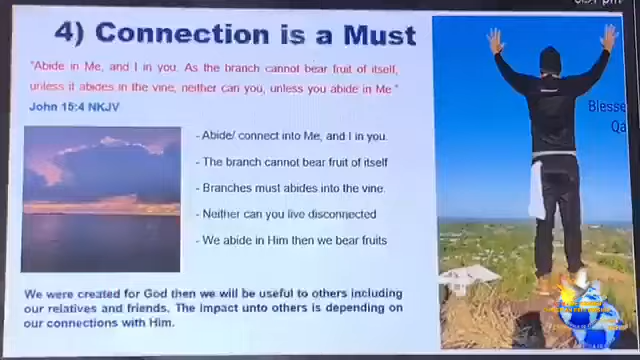 4) Connection is a Must
"Abide in Me, and I in you. As the branch cannot bear fruit of itself,
unless it abides in the vine, neither can you, unless you abide in Me."
John 15:4 NKJV
- Abide/ connect into Me, and I in you.
- The branch cannot bear fruit of itself
- Branches must abides into the vine.
- Neither can you live disconnected
- We abide in Him then we bear fruits
We were created for God then we will be useful to others including
our relatives and friends. The impact unto others is depending on
our connections with Him.
Blesse
Qa